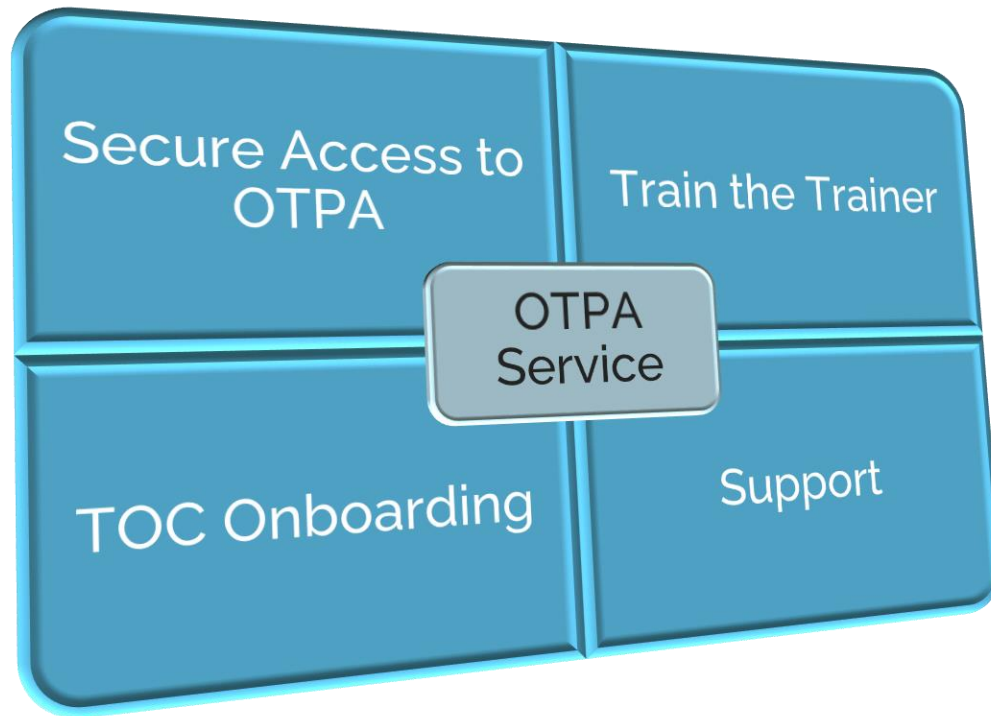 Secure Access to
OTPA
Train the Trainer
OTPA
Service
TOC Onboarding
Support